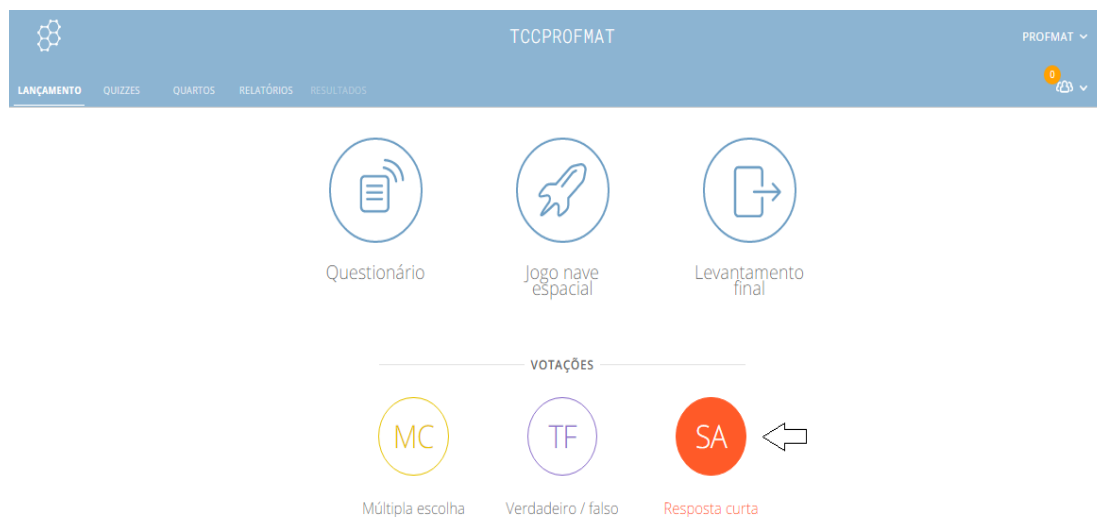 TCCPROFMAT
PROFMAT
0
LANÇAMENTO QUIZZES QUARTOS RELATÓRIOS RESULTADOS
Questionário
Jogo nave
espacial
Levantamento
final
VOTAÇÕES
MC
TF
SA
Múltipla escolha
Verdadeiro / falso
Resposta curta